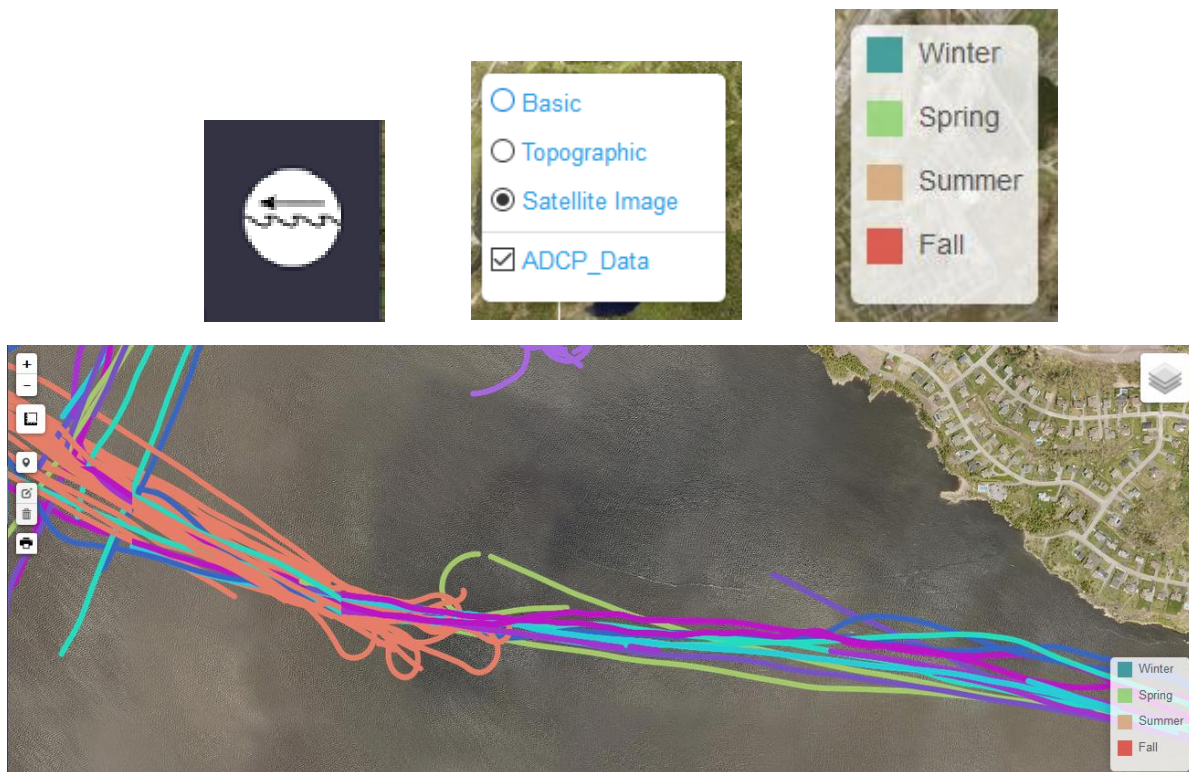 Basic
Topographic
Satellite Image
ADCP_Data
Winter
Spring
Summer
Fall
+
−
Winter
Spring
Summer
Fall